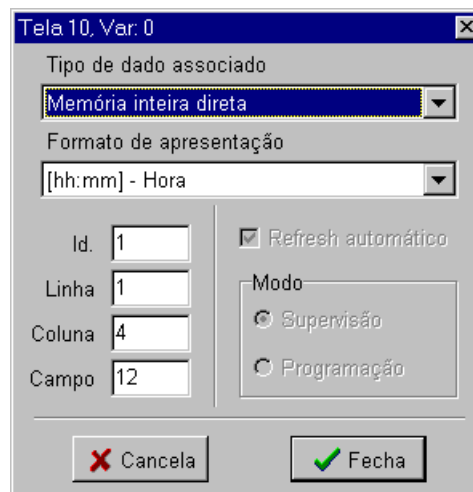 Tela 10, Var: 0
Tipo de dado associado
Memória inteira direta
Formato de apresentação
[hh:mm] - Hora
Id. 1
Refresh automático
Linha 1
Modo
Coluna 4
Supervisão
Campo 12
Programação
Cancela
Fecha